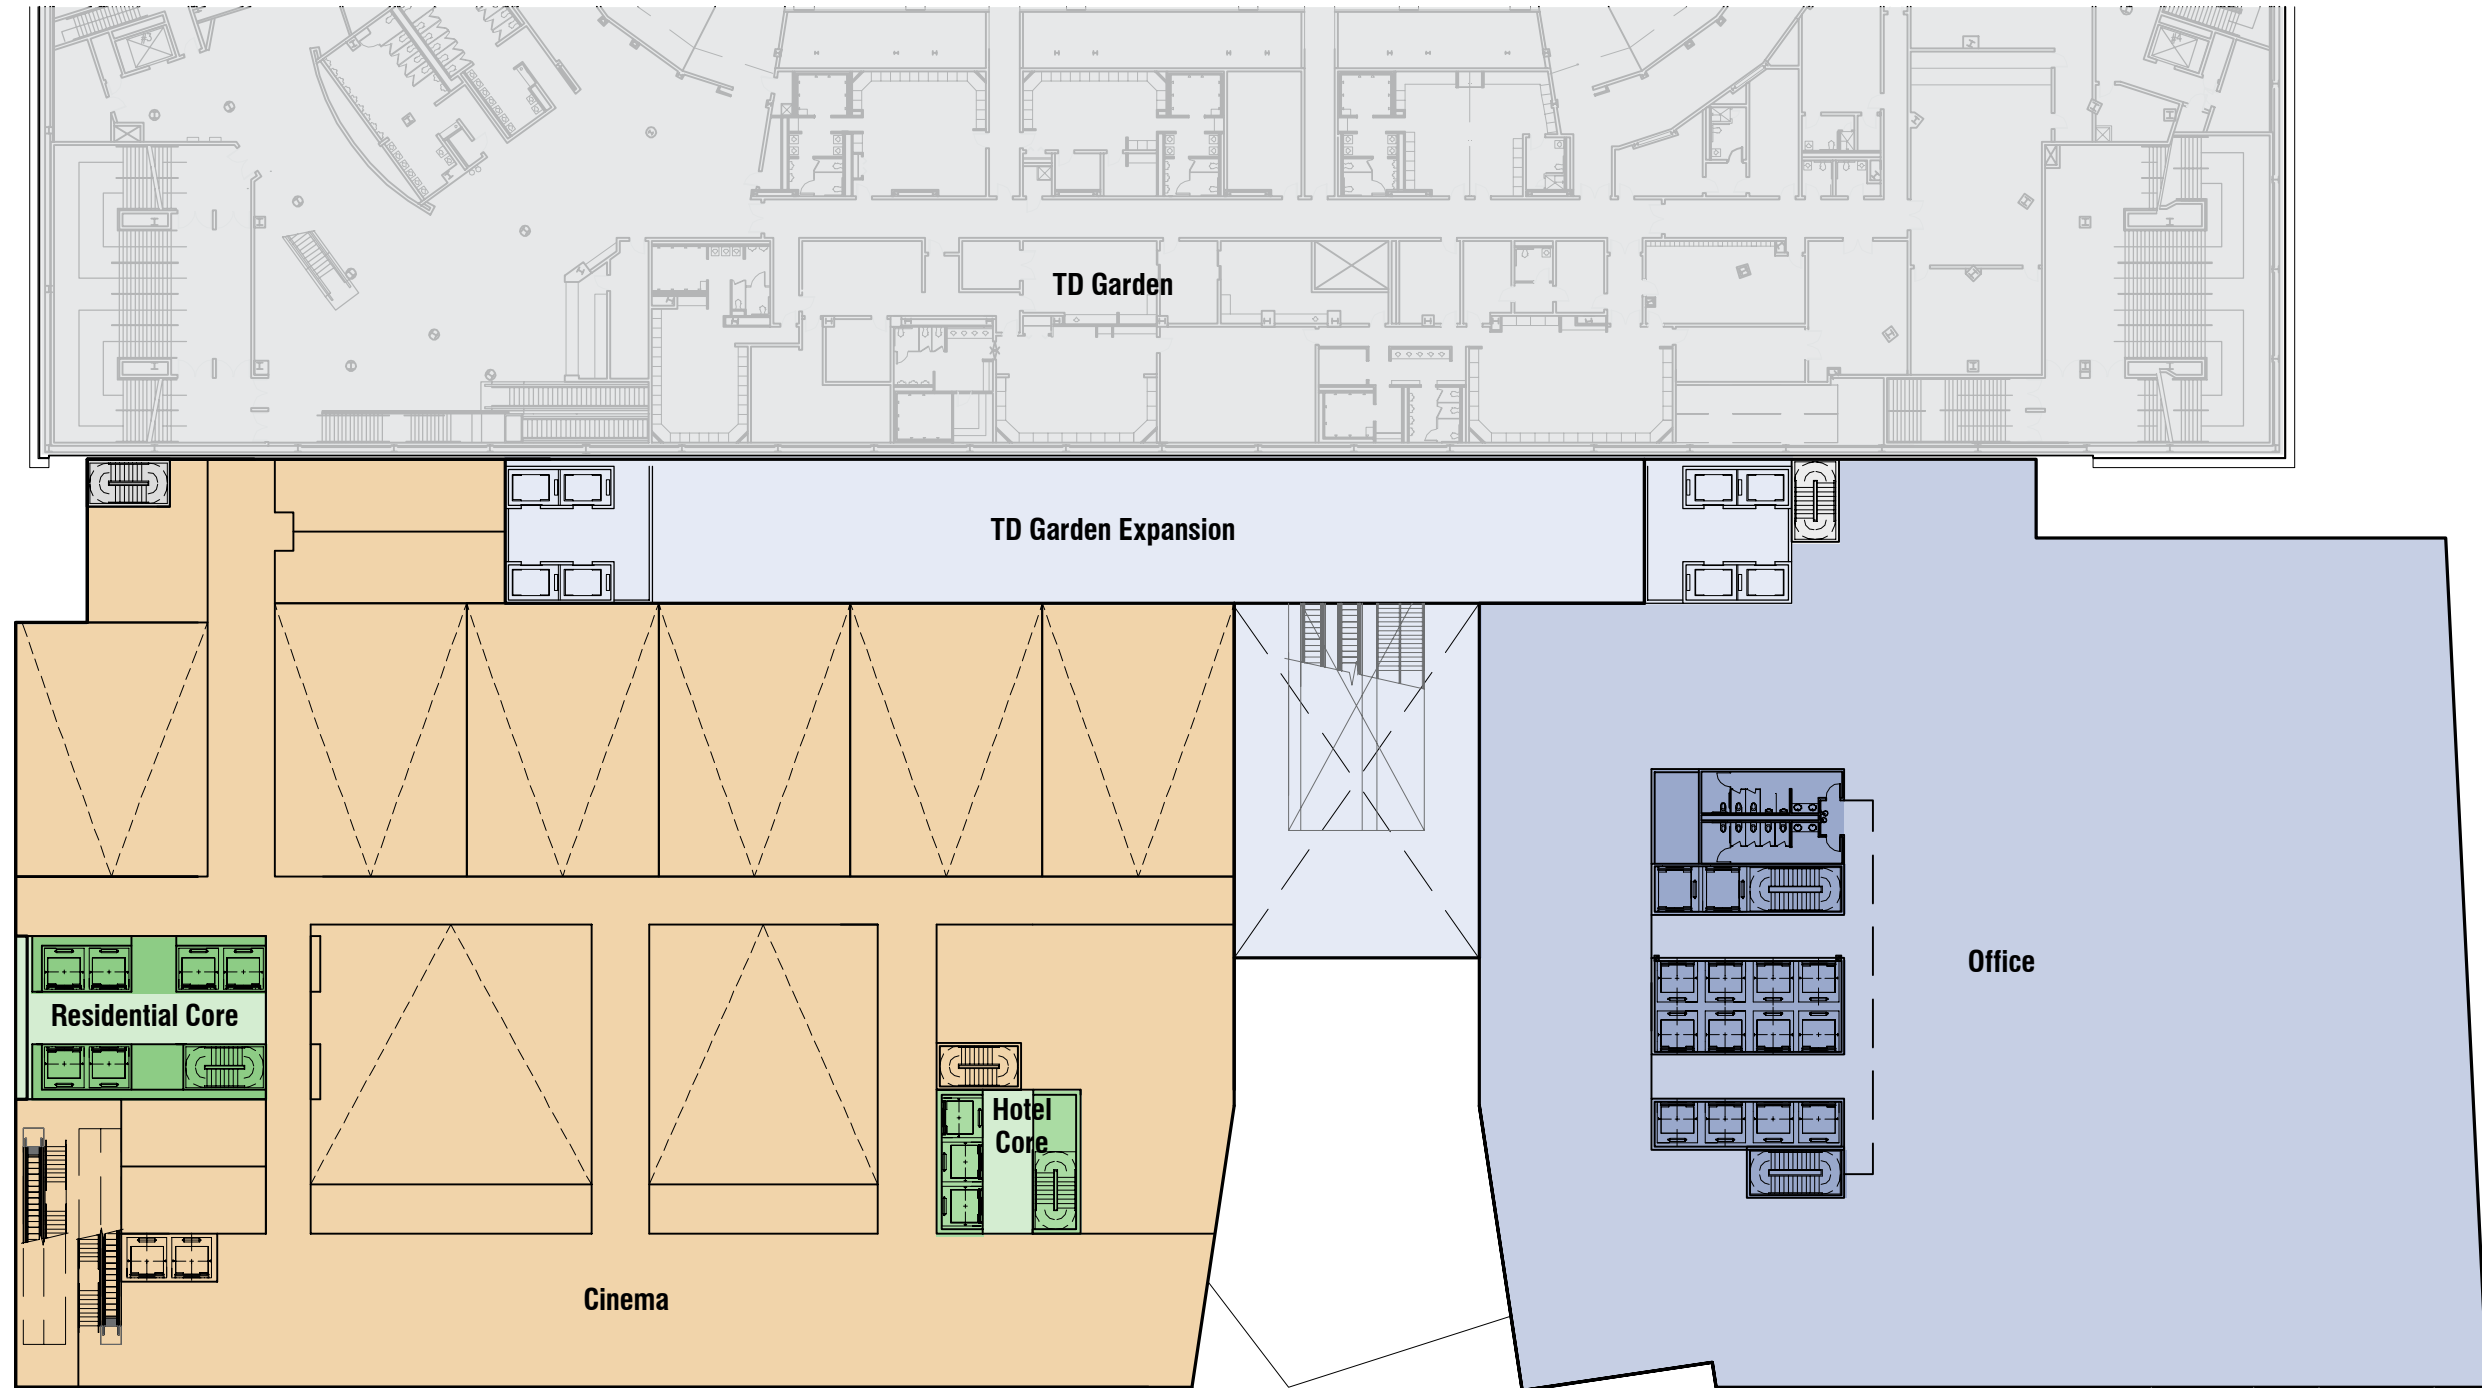 TD Garden
TD Garden Expansion
Office
Residential Core
Hotel
Core
Cinema